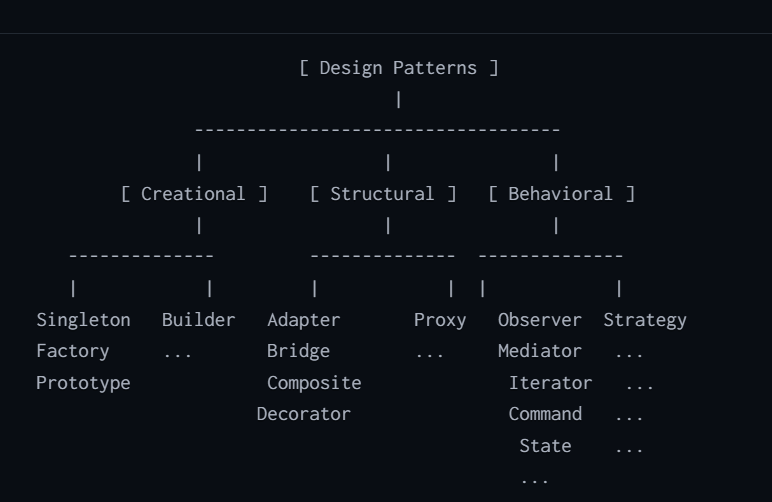 [ Design Patterns ]
|
-----------------------------------
| | |
[ Creational ] [ Structural ] [ Behavioral ]
| | |
-------------- -------------- --------------
| | | | | |
Singleton Builder Adapter Proxy Observer Strategy
Factory ... Bridge ... Mediator ...
Prototype Composite Iterator ...
Decorator Command ...
State ...
...